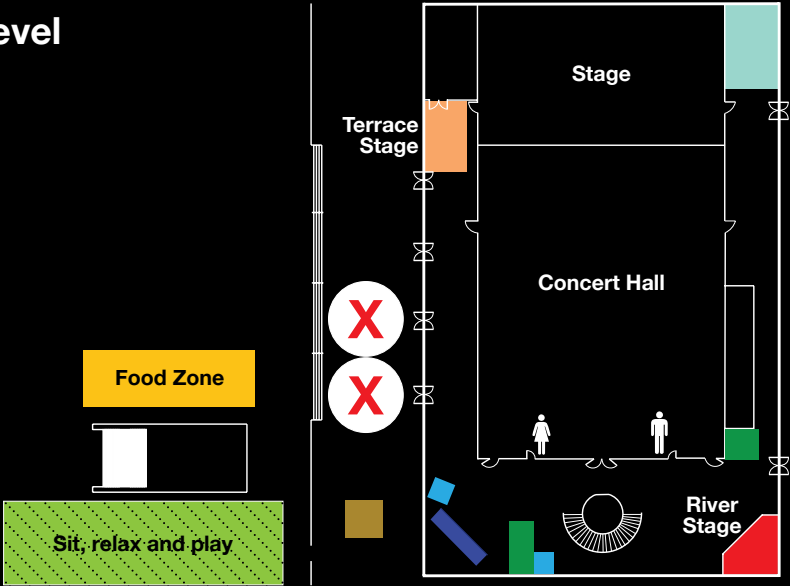 evel
Stage
Terrace
Stage
Concert Hall
X
X
Food Zone
River
Stage
Sit, relax and play